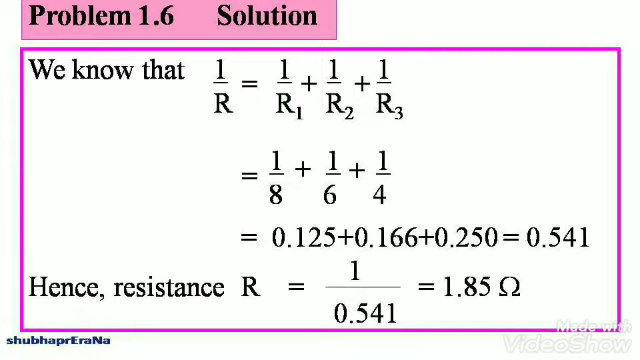 Problem 1.6 Solution
We know that 1/R = 1/R₁ + 1/R₂ + 1/R₃
= 1/8 + 1/6 + 1/4
= 0.125+0.166+0.250 = 0.541
Hence, resistance R = 1/0.541 = 1.85 Ω
shubhaprEraNa
Made with
VideoShow